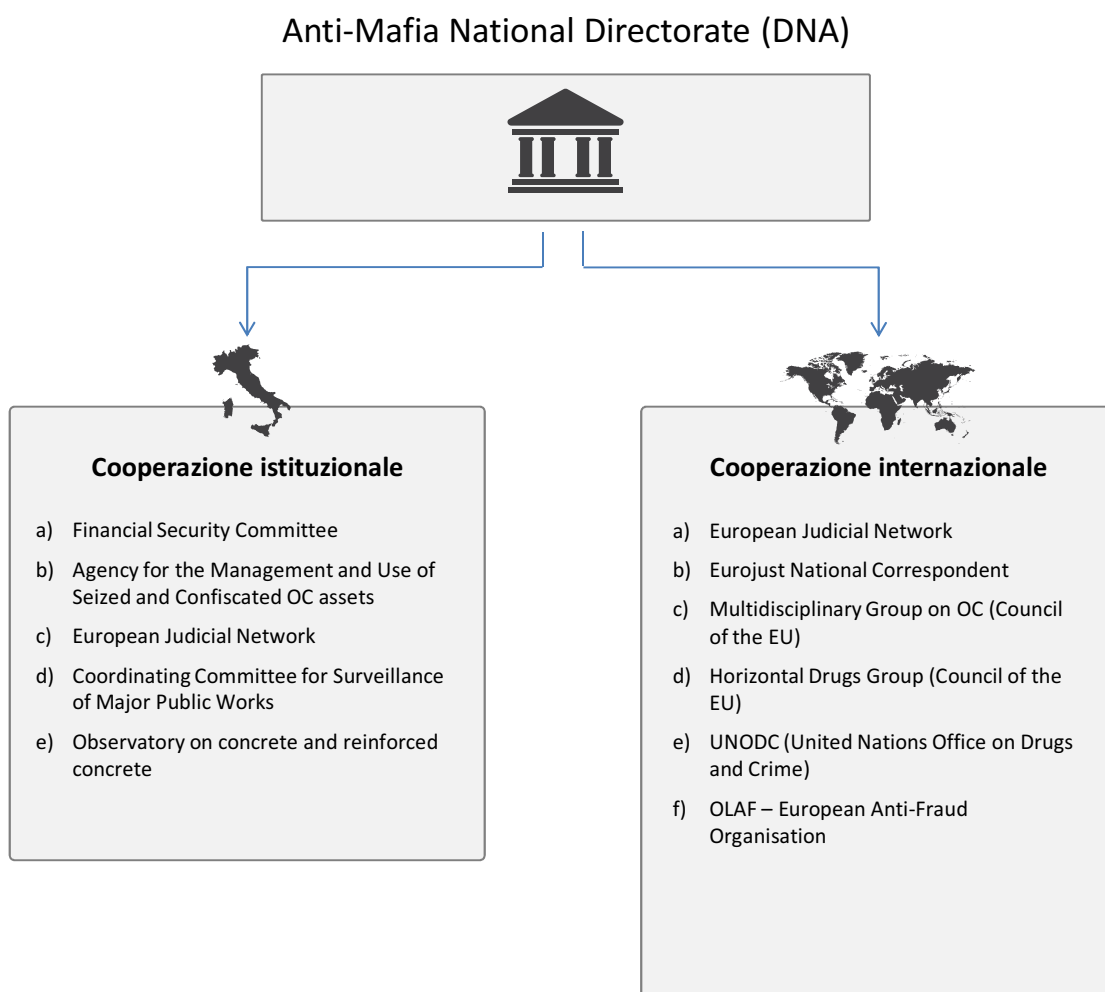 Anti-Mafia National Directorate (DNA)
Cooperazione istituzionale
a) Financial Security Committee
b) Agency for the Management and Use of
Seized and Confiscated OC assets
c) European Judicial Network
d) Coordinating Committee for Surveillance
of Major Public Works
e) Observatory on concrete and reinforced
concrete
Cooperazione internazionale
a) European Judicial Network
b) Eurojust National Correspondent
c) Multidisciplinary Group on OC (Council
of the EU)
d) Horizontal Drugs Group (Council of the
EU)
e) UNODC (United Nations Office on Drugs
and Crime)
f) OLAF – European Anti-Fraud
Organisation